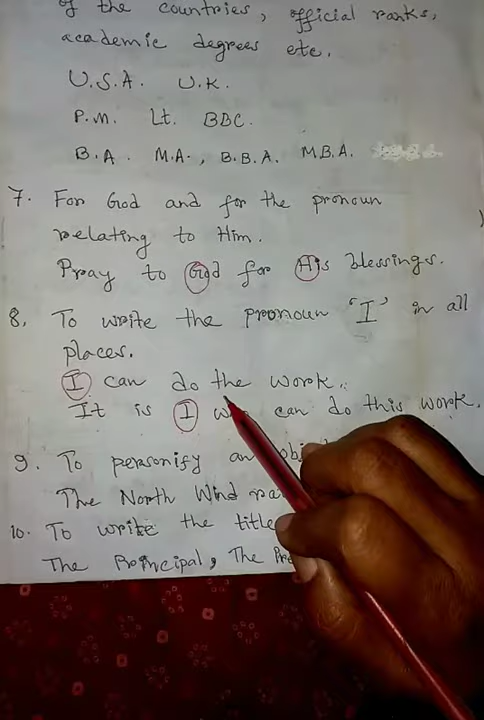 of the countries, official ranks,
academic degrees etc.
U.S.A. U.K.
P.M. Lt. BBC.
B.A. M.A., B.B.A. M.B.A.
7. For God and for the pronoun
relating to Him.
Pray to God for His blessings.
8. To write the pronoun 'I' in all
places.
I can do the work.
It is I can do this work.
9. To personify an
The North Wind
10. To write the title
The Principal, The